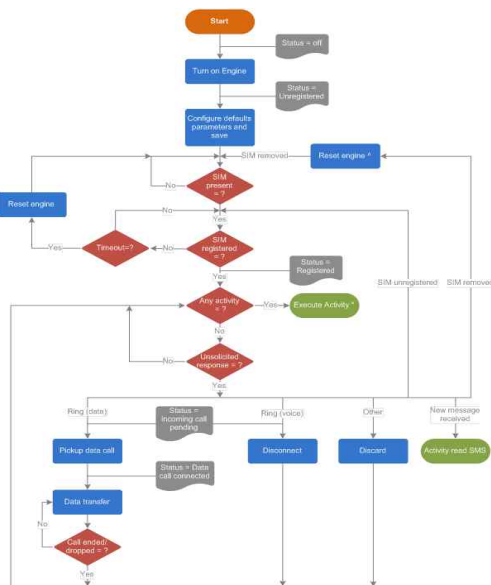 Start
Status = off
Turn on Engine
Status =
Unregistered
Configure defaults
parameters and
save
SIM removed
Reset engine ^
No
SIM
present
= ?
Reset engine
No
Yes
Yes
Timeout=?
No
SIM
registered
= ?
Status =
Registered
SIM unregistered
SIM removed
Yes
Any activity
= ?
Yes
Execute Activity ^
No
No
Unsolicited
response = ?
Yes
Ring (data)
Status =
Incoming call
pending
Ring (voice)
Other
New message
received
Pickup data call
Disconnect
Discard
Activity read SMS
Status = Data
call connected
Data transfer
No
Call ended/
dropped = ?
Yes